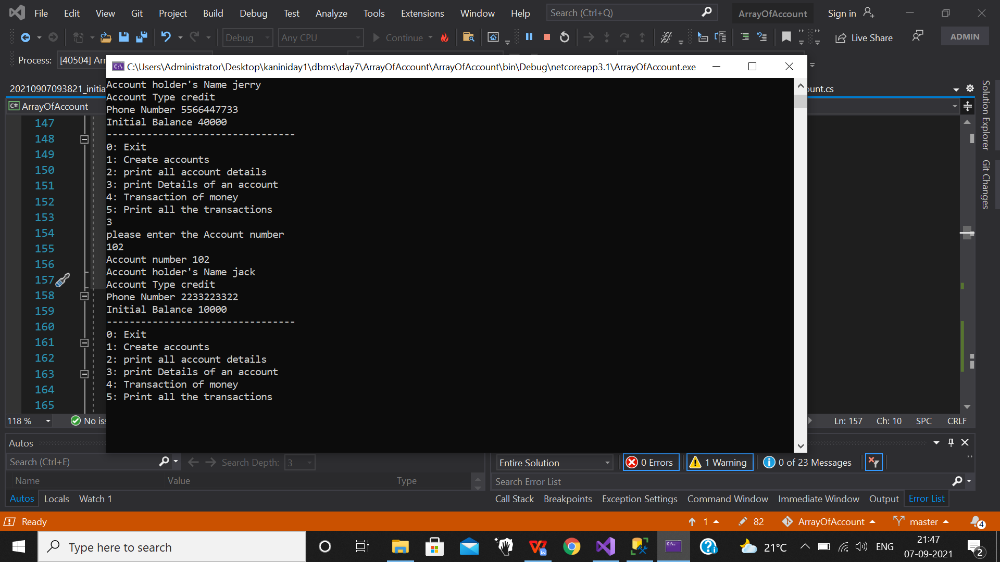 File Edit View Git Project Build Debug Test Analyze Tools Extensions Window Help Search (Ctrl+Q) ArrayOfAccount Sign in
Debug Any CPU Continue Live Share ADMIN
Process: [40504] Arr
C:\Users\Administrator\Desktop\kaniniday1\dbms\day7\ArrayOfAccount\ArrayOfAccount\bin\Debug\netcoreapp3.1\ArrayOfAccount.exe
20210907093821_initia
ount.cs
ArrayOfAccount
Account holder's Name jerry
Account Type credit
Phone Number 5566447733
Initial Balance 40000
---------------------------------
0: Exit
1: Create accounts
2: print all account details
3: print Details of an account
4: Transaction of money
5: Print all the transactions
3
please enter the Account number
102
Account number 102
Account holder's Name jack
Account Type credit
Phone Number 2233223322
Initial Balance 10000
---------------------------------
0: Exit
1: Create accounts
2: print all account details
3: print Details of an account
4: Transaction of money
5: Print all the transactions
147
148
149
150
151
152
153
154
155
156
157
158
159
160
161
162
163
164
165
Solution Explorer
Git Changes
118 % No iss Ln: 157 Ch: 10 SPC CRLF
Autos
Search (Ctrl+E) Search Depth: 3
Name Value Type
Autos Locals Watch 1
Entire Solution 0 Errors 1 Warning 0 of 23 Messages
Search Error List
Call Stack Breakpoints Exception Settings Command Window Immediate Window Output Error List
Ready 1 82 ArrayOfAccount master 4
Type here to search 21°C ENG 21:47
07-09-2021 2